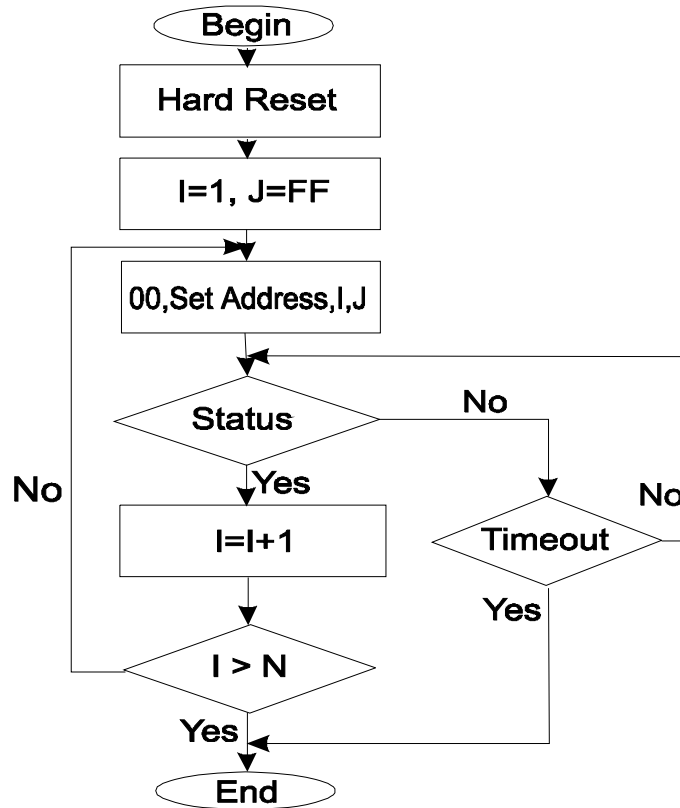 Begin
Hard Reset
I=1, J=FF
00,Set Address,I,J
Status
No
Yes
No
I=I+1
Timeout
No
Yes
I > N
Yes
End